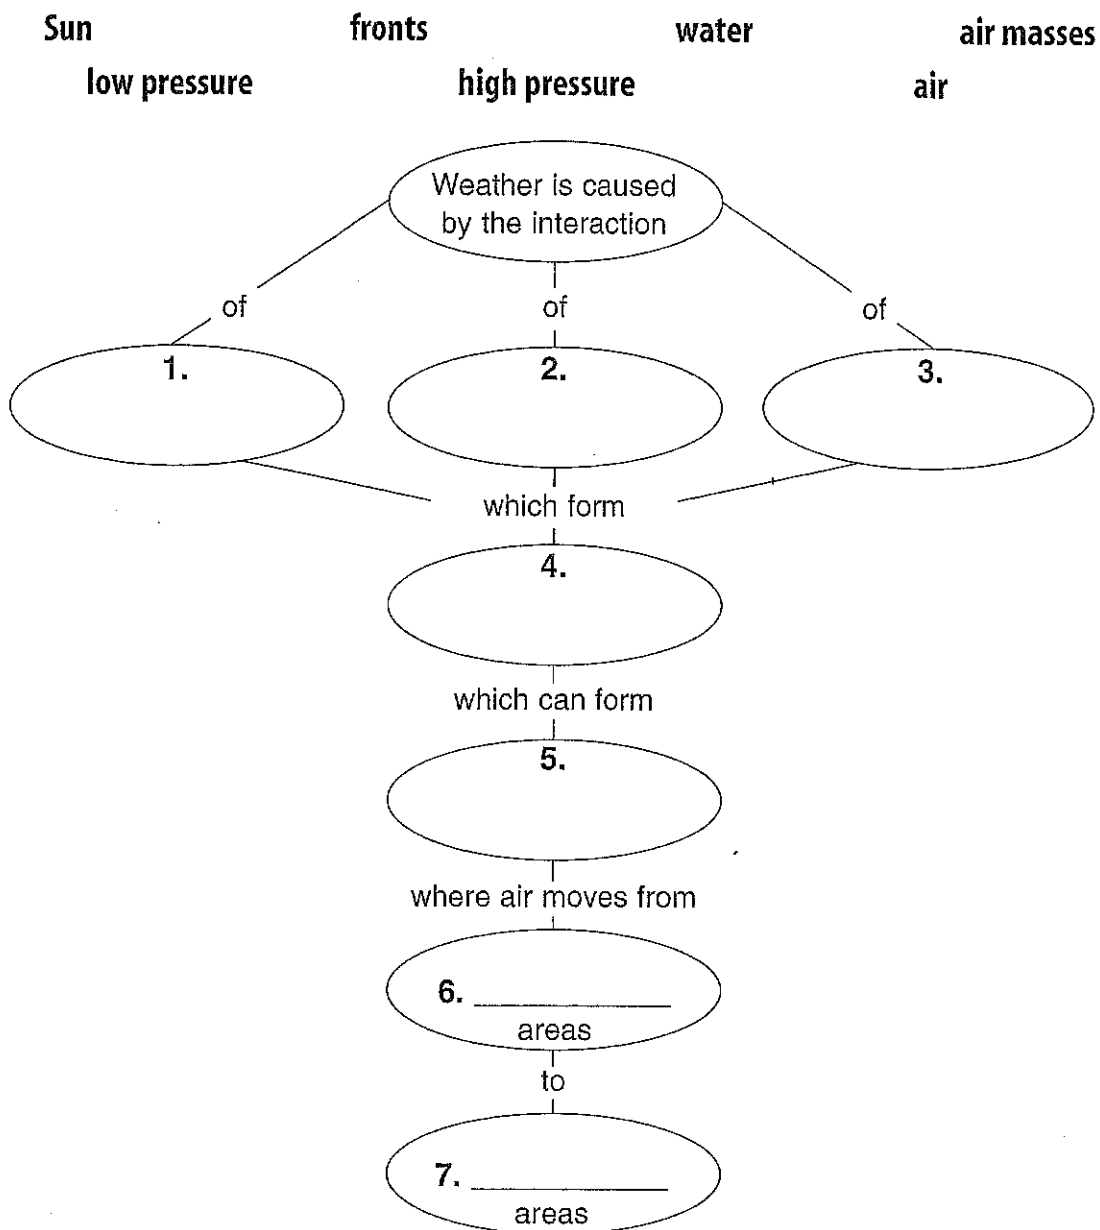 Sun fronts water air masses
low pressure high pressure air
Weather is caused
by the interaction
of of of
1. 2. 3.
which form
4.
which can form
5.
where air moves from
6. ___________
areas
to
7. ___________
areas